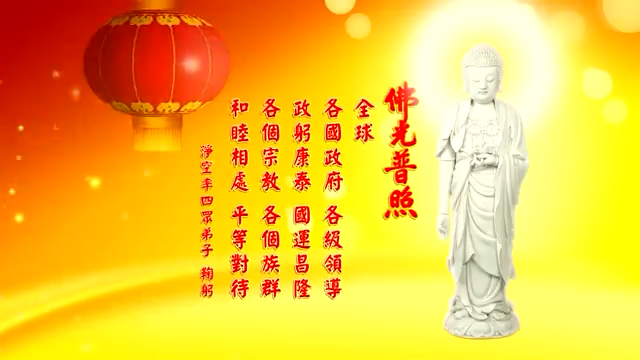 佛光普照
全球
各國政府 各級領導
政躬康泰 國運昌隆
各個宗教 各個族群
和睦相處 平等對待
淨空率四眾弟子 鞠躬